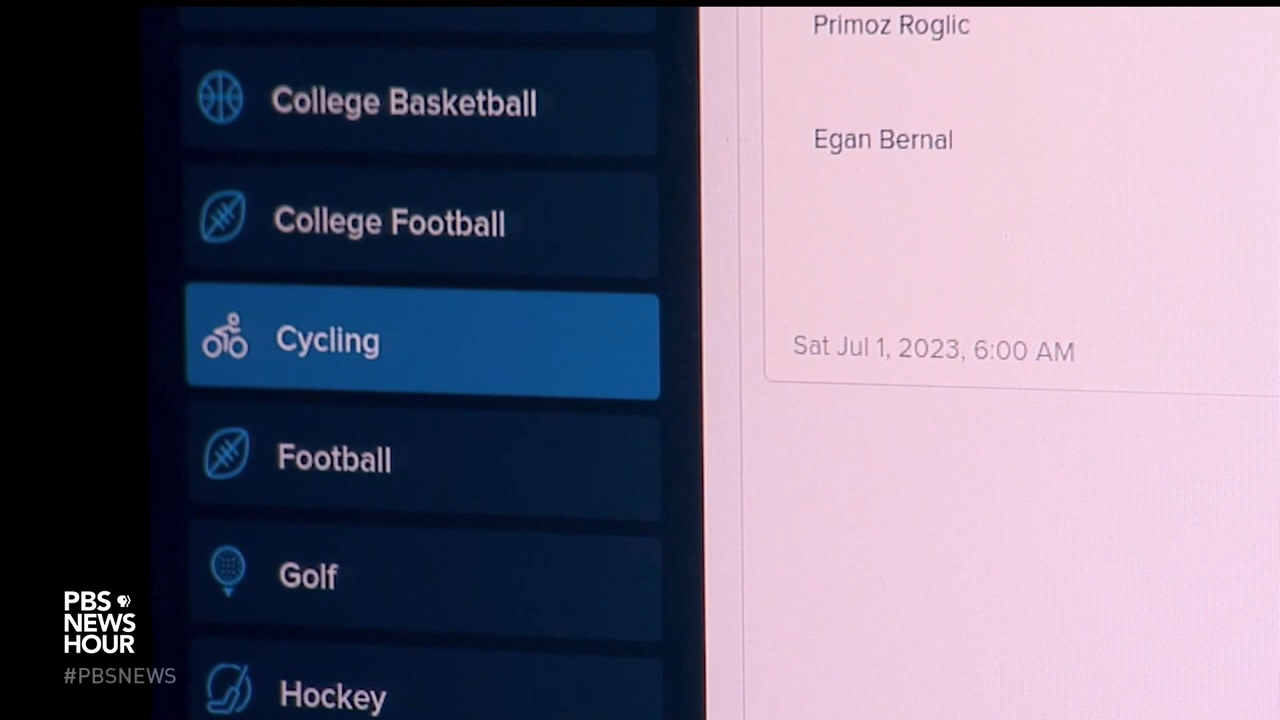 College Basketball
College Football
Cycling
Football
Golf
Hockey
Primoz Roglic
Egan Bernal
Sat Jul 1, 2023, 6:00 AM
PBS
NEWS
HOUR
#PBSNEWS